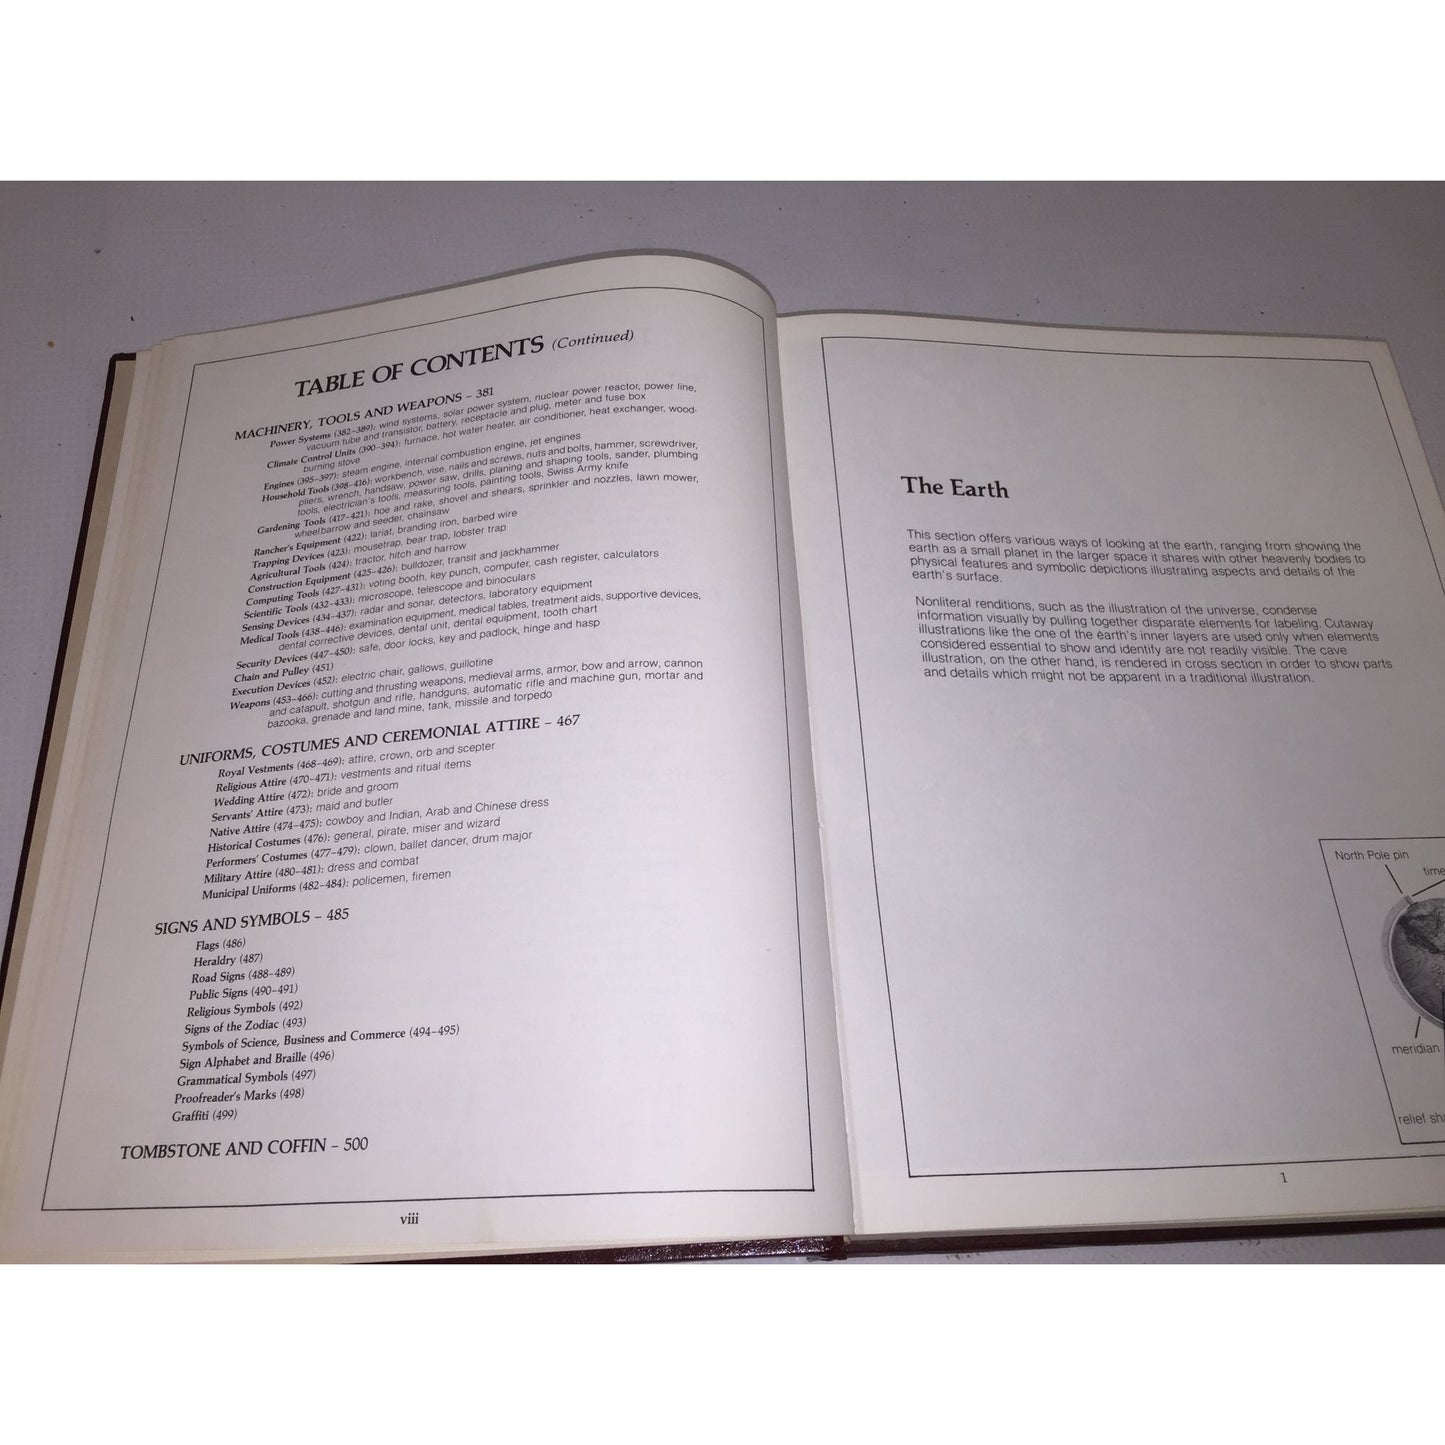 TABLE OF CONTENTS (Continued)
MACHINERY, TOOLS AND WEAPONS – 381
Power Systems (382–389): wind systems, solar power system, nuclear power reactor, power line,
vacuum tube and transistor, battery, receptacle and plug, meter and fuse box
Climate Control Units (390–394): furnace, hot water heater, air conditioner, heat exchanger, wood-
burning stove
Engines (395–397): steam engine, internal combustion engine, jet engines
Household Tools (398–416): workbench, vise, nails and screws, nuts and bolts, hammer, screwdriver,
pliers, wrench, handsaw, power saw, drills, planing and shaping tools, sander, plumbing
tools, electrician's tools, measuring tools, painting tools, Swiss Army knife
Gardening Tools (417–421): hoe and rake, shovel and shears, sprinkler and nozzles, lawn mower,
wheelbarrow and seeder, chainsaw
Rancher's Equipment (422): lariat, branding iron, barbed wire
Trapping Devices (423): mousetrap, bear trap, lobster trap
Agricultural Tools (424): tractor, hitch and harrow
Construction Equipment (425–426): bulldozer, transit and jackhammer
Computing Tools (427–431): voting booth, key punch, computer, cash register, calculators
Scientific Tools (432–433): microscope, telescope and binoculars
Sensing Devices (434–437): radar and sonar, detectors, laboratory equipment
Medical Tools (438–446): examination equipment, medical tables, treatment aids, supportive devices,
dental corrective devices, dental unit, dental equipment, tooth chart
Security Devices (447–450): safe, door locks, key and padlock, hinge and hasp
Chain and Pulley (451)
Execution Devices (452): electric chair, gallows, guillotine
Weapons (453–466): cutting and thrusting weapons, medieval arms, armor, bow and arrow, cannon
and catapult, shotgun and rifle, handguns, automatic rifle and machine gun, mortar and
bazooka, grenade and land mine, tank, missile and torpedo
UNIFORMS, COSTUMES AND CEREMONIAL ATTIRE – 467
Royal Vestments (468–469): attire, crown, orb and scepter
Religious Attire (470–471): vestments and ritual items
Wedding Attire (472): bride and groom
Servants' Attire (473): maid and butler
Native Attire (474–475): cowboy and Indian, Arab and Chinese dress
Historical Costumes (476): general, pirate, miser and wizard
Performers' Costumes (477–479): clown, ballet dancer, drum major
Military Attire (480–481): dress and combat
Municipal Uniforms (482–484): policemen, firemen
SIGNS AND SYMBOLS – 485
Flags (486)
Heraldry (487)
Road Signs (488–489)
Public Signs (490–491)
Religious Symbols (492)
Signs of the Zodiac (493)
Symbols of Science, Business and Commerce (494–495)
Sign Alphabet and Braille (496)
Grammatical Symbols (497)
Proofreader's Marks (498)
Graffiti (499)
TOMBSTONE AND COFFIN – 500
viii
The Earth
This section offers various ways of looking at the earth, ranging from showing the
earth as a small planet in the larger space it shares with other heavenly bodies to
physical features and symbolic depictions illustrating aspects and details of the
earth's surface.
Nonliteral renditions, such as the illustration of the universe, condense
information visually by pulling together disparate elements for labeling. Cutaway
illustrations like the one of the earth's inner layers are used only when elements
considered essential to show and identify are not readily visible. The cave
illustration, on the other hand, is rendered in cross section in order to show parts
and details which might not be apparent in a traditional illustration.
North Pole pin
time
meridian
relief sha
1